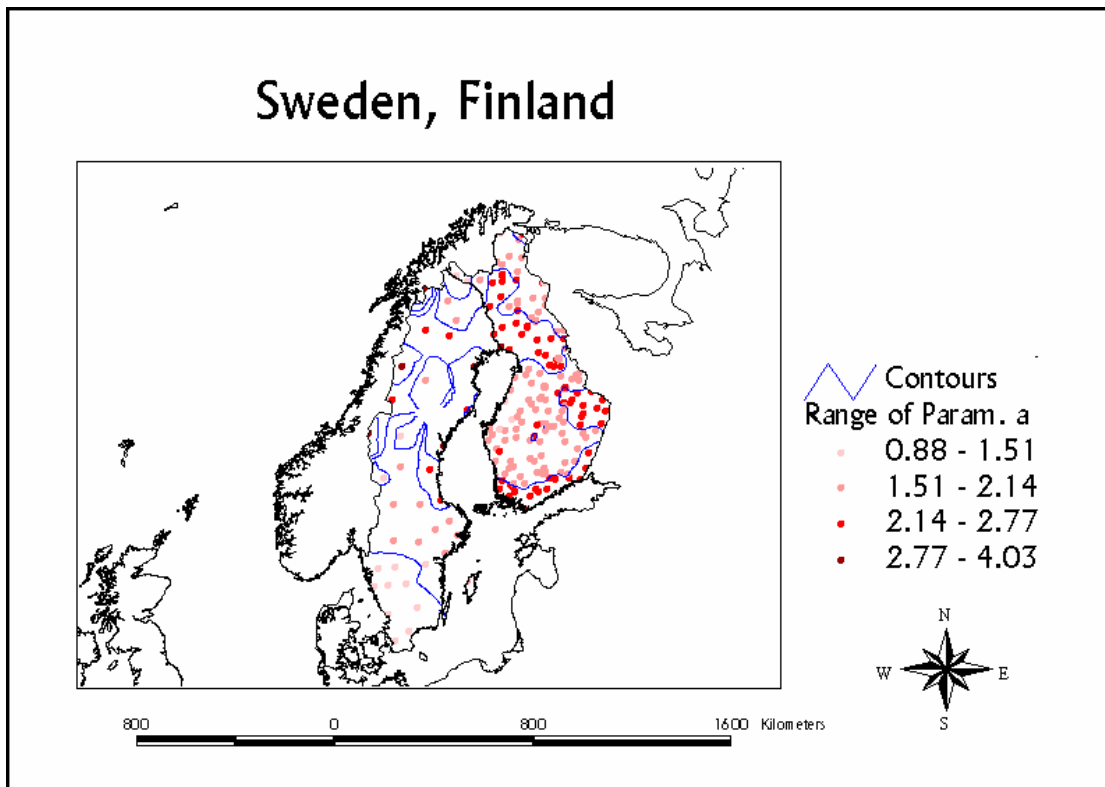 Sweden, Finland
Contours
Range of Param. a
0.88 - 1.51
1.51 - 2.14
2.14 - 2.77
2.77 - 4.03
N
W E
S
800 0 800 1600 Kilometers